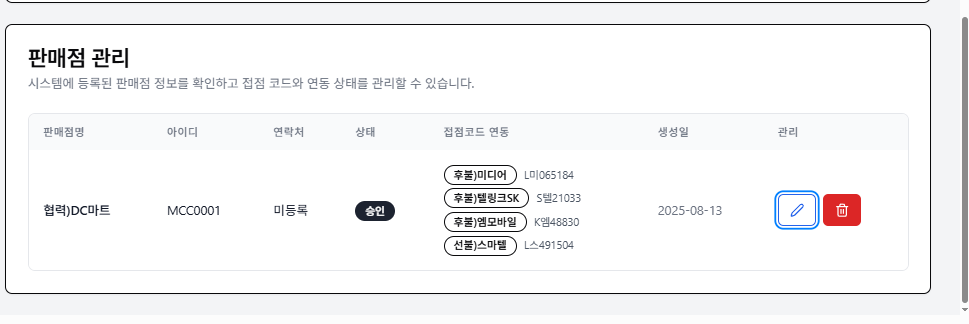 판매점 관리
시스템에 등록된 판매점 정보를 확인하고 접점 코드와 연동 상태를 관리할 수 있습니다.
판매점명 아이디 연락처 상태 접점코드 연동 생성일 관리
후불)미디어 L미065184
후불)텔링크SK S텔21033
협력)DC마트 MCC0001 미등록 승인 2025-08-13
후불)엠모바일 K엠48830
선불)스마텔 L스491504